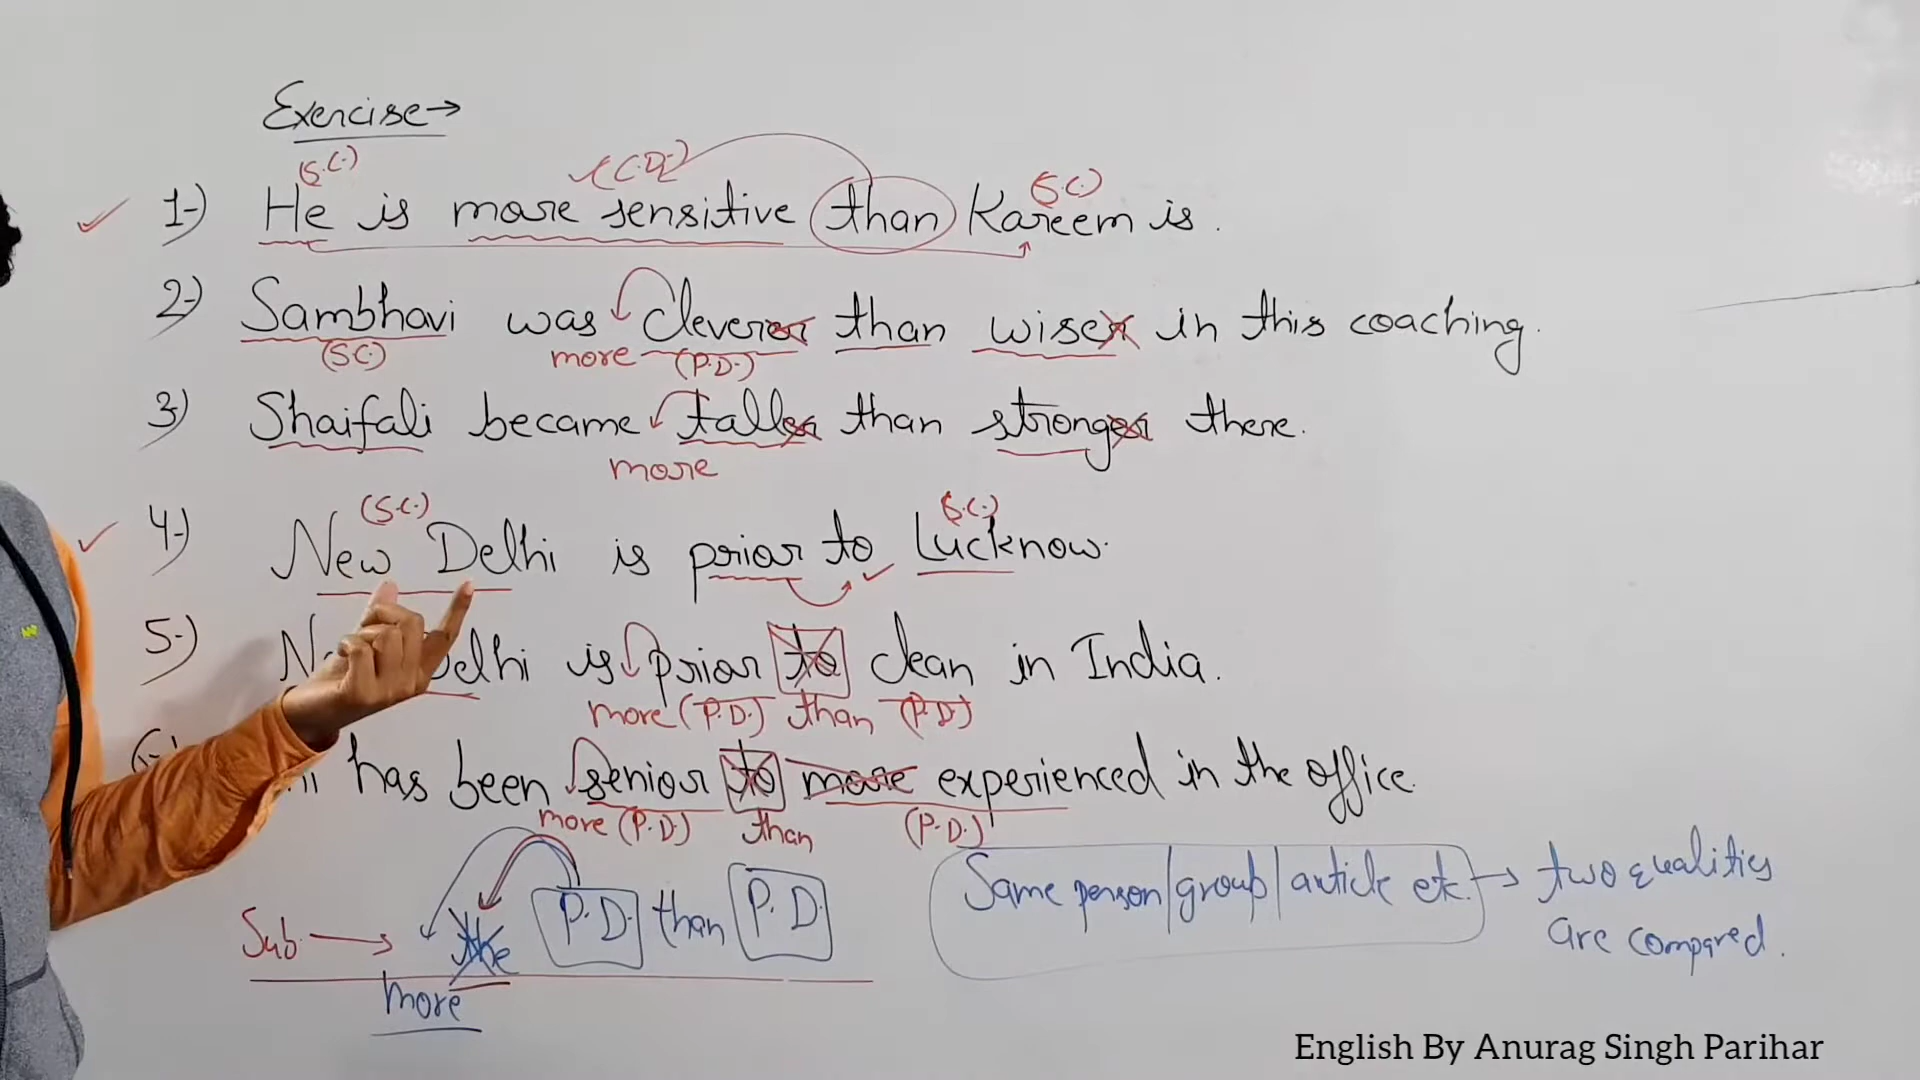 Exercise→
(S.C.) (C.D.) (S.C.)
1-) He is more sensitive than Kareem is.
2-) Sambhavi was cleverer than wiser in this coaching.
(S.C.) more (P.D.)
3-) Shaifali became taller than stronger there.
more
(S.C.) (S.C.)
4-) New Delhi is prior to Lucknow.
5-) elhi is prior to clean in India.
more (P.D.) than (P.D.)
has been senior to more experienced in the office.
more (P.D.) than (P.D.)
Same person/group/article etc. → two qualities are compared.
Sub → the P.D. than P.D.
more
English By Anurag Singh Parihar